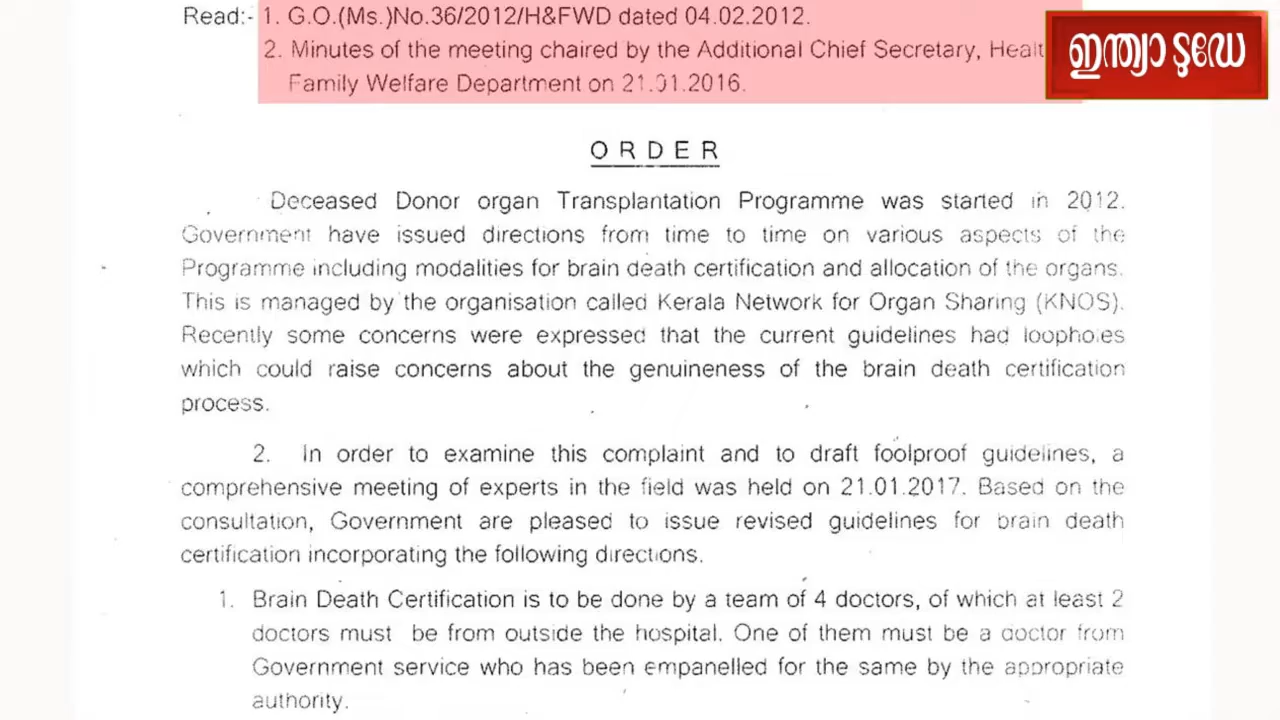 Read:- 1. G.O.(Ms.)No.36/2012/H&FWD dated 04.02.2012.
2. Minutes of the meeting chaired by the Additional Chief Secretary,
Family Welfare Department on 21.01.2016.
ഇന്ത്യാ ടുഡേ
ORDER
Deceased Donor organ Transplantation Programme was started in 2012.
Government have issued directions from time to time on various aspects of the
Programme including modalities for brain death certification and allocation of the organs.
This is managed by the organisation called Kerala Network for Organ Sharing (KNOS).
Recently some concerns were expressed that the current guidelines had loopholes
which could raise concerns about the genuineness of the brain death certification
process.
2. In order to examine this complaint and to draft foolproof guidelines, a
comprehensive meeting of experts in the field was held on 21.01.2017. Based on the
consultation, Government are pleased to issue revised guidelines for brain death
certification incorporating the following directions.
1. Brain Death Certification is to be done by a team of 4 doctors, of which at least 2
doctors must be from outside the hospital. One of them must be a doctor from
Government service who has been empanelled for the same by the appropriate
authority.